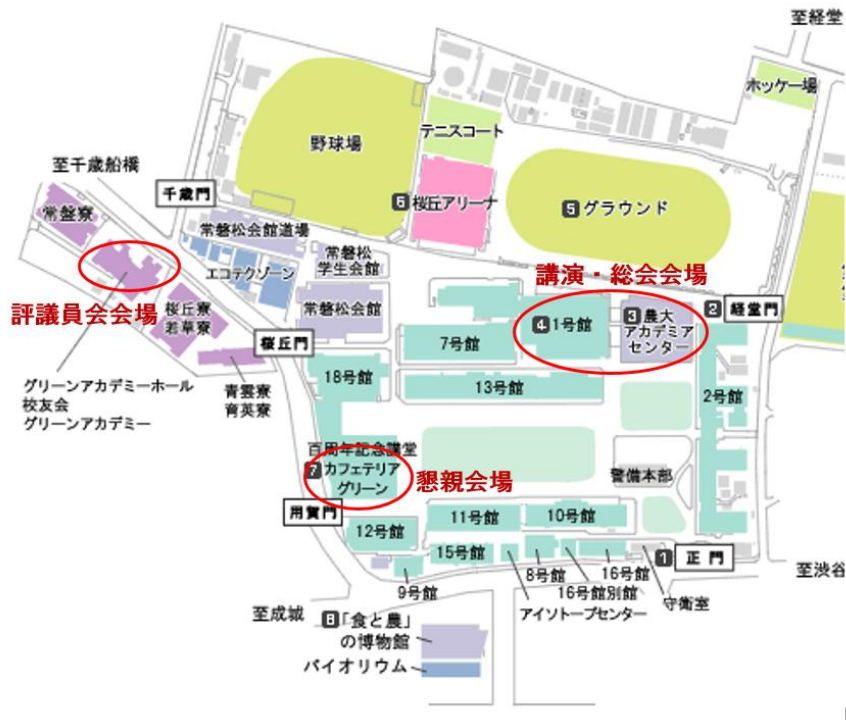 至経堂
ホッケー場
テニスコート
野球場
至千歳船橋
千歳門
常盤寮
6 桜丘アリーナ
5 グラウンド
常磐松会館道場
常磐松
学生会館
エコテクゾーン
講演・総会会場
評議員会会場
桜丘寮
若草寮
常磐松会館
4 1号館
3 農大
アカデミア
センター
2 経堂門
桜丘門
7号館
18号館
13号館
2号館
グリーンアカデミーホール
校友会
グリーンアカデミー
青雲寮
育英寮
百周年記念講堂
7 カフェテリア
グリーン
懇親会場
警備本部
用賀門
12号館
11号館
10号館
15号館
1 正門
9号館
8号館
16号館
16号館別館
アイソトープセンター
守衛室
至渋谷
至成城
8 「食と農」
の博物館
バイオリウム